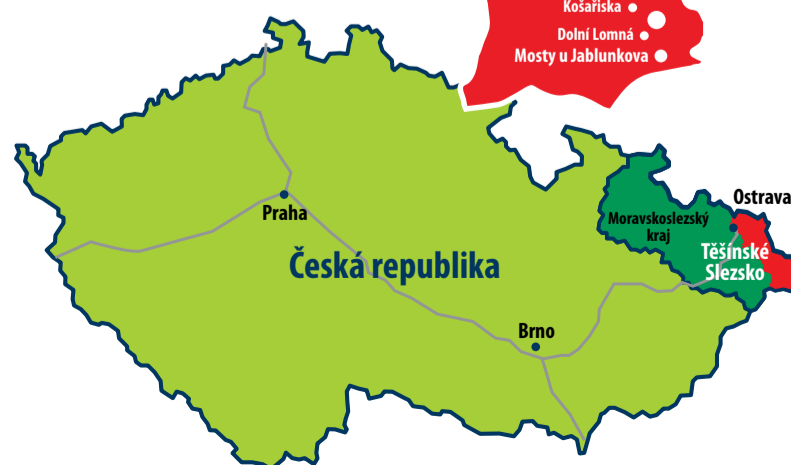 Košařiska
Dolní Lomná
Mosty u Jablunkova
Ostrava
Praha
Moravskoslezský
kraj
Těšínské
Slezsko
Česká republika
Brno